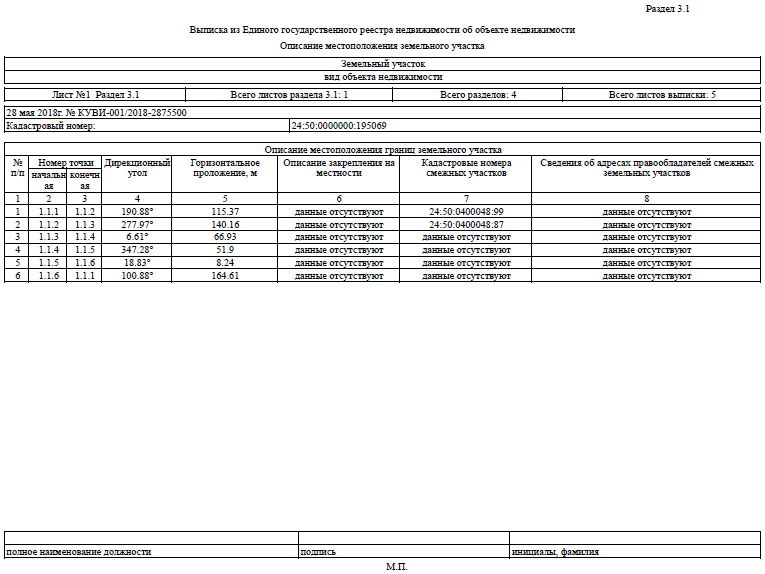 Раздел 3.1
Выписка из Единого государственного реестра недвижимости об объекте недвижимости
Описание местоположения земельного участка
Земельный участок
вид объекта недвижимости
Лист №1 Раздел 3.1 Всего листов раздела 3.1: 1 Всего разделов: 4 Всего листов выписки: 5
28 мая 2018г. № КУВИ-001/2018-2875500
Кадастровый номер: 24:50:0000000:195069
Описание местоположения границ земельного участка
№ Номер точки Дирекционный Горизонтальное Описание закрепления на Кадастровые номера Сведения об адресах правообладателей смежных
п/п начальн конечн угол проложение, м местности смежных участков земельных участков
ая ая
1 2 3 4 5 6 7 8
1 1.1.1 1.1.2 190.88° 115.37 данные отсутствуют 24:50:0400048:99 данные отсутствуют
2 1.1.2 1.1.3 277.97° 140.16 данные отсутствуют 24:50:0400048:87 данные отсутствуют
3 1.1.3 1.1.4 6.61° 66.93 данные отсутствуют данные отсутствуют данные отсутствуют
4 1.1.4 1.1.5 347.28° 51.9 данные отсутствуют данные отсутствуют данные отсутствуют
5 1.1.5 1.1.6 18.83° 8.24 данные отсутствуют данные отсутствуют данные отсутствуют
6 1.1.6 1.1.1 100.88° 164.61 данные отсутствуют данные отсутствуют данные отсутствуют
полное наименование должности подпись инициалы, фамилия
М.П.